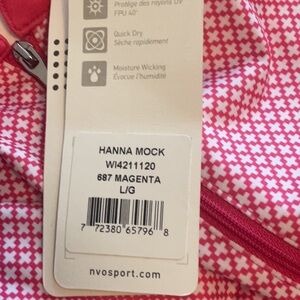 Protège des rayons UV
FPU 40
Quick Dry
Sèche rapidement
Moisture Wicking
Évacue l'humidité
HANNA MOCK
WI4211120
687 MAGENTA
L/G
7 72380 65796 8
nvosport.com